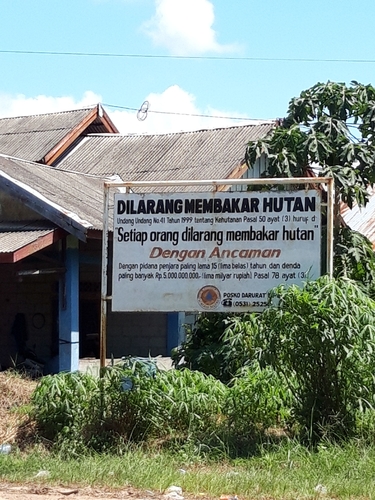 DILARANG MEMBAKAR HUTAN
Undang Undang No.41 Tahun 1999 tentang Kehutanan Pasal 50 ayat (3) huruf d
"Setiap orang dilarang membakar hutan"
Dengan Ancaman
Dengan pidana penjara paling lama 15 (lima belas) tahun dan denda
paling banyak Rp.5.000.000.000,- (lima milyar rupiah) Pasal 78 ayat (3)
POSKO DARURAT
(0531)